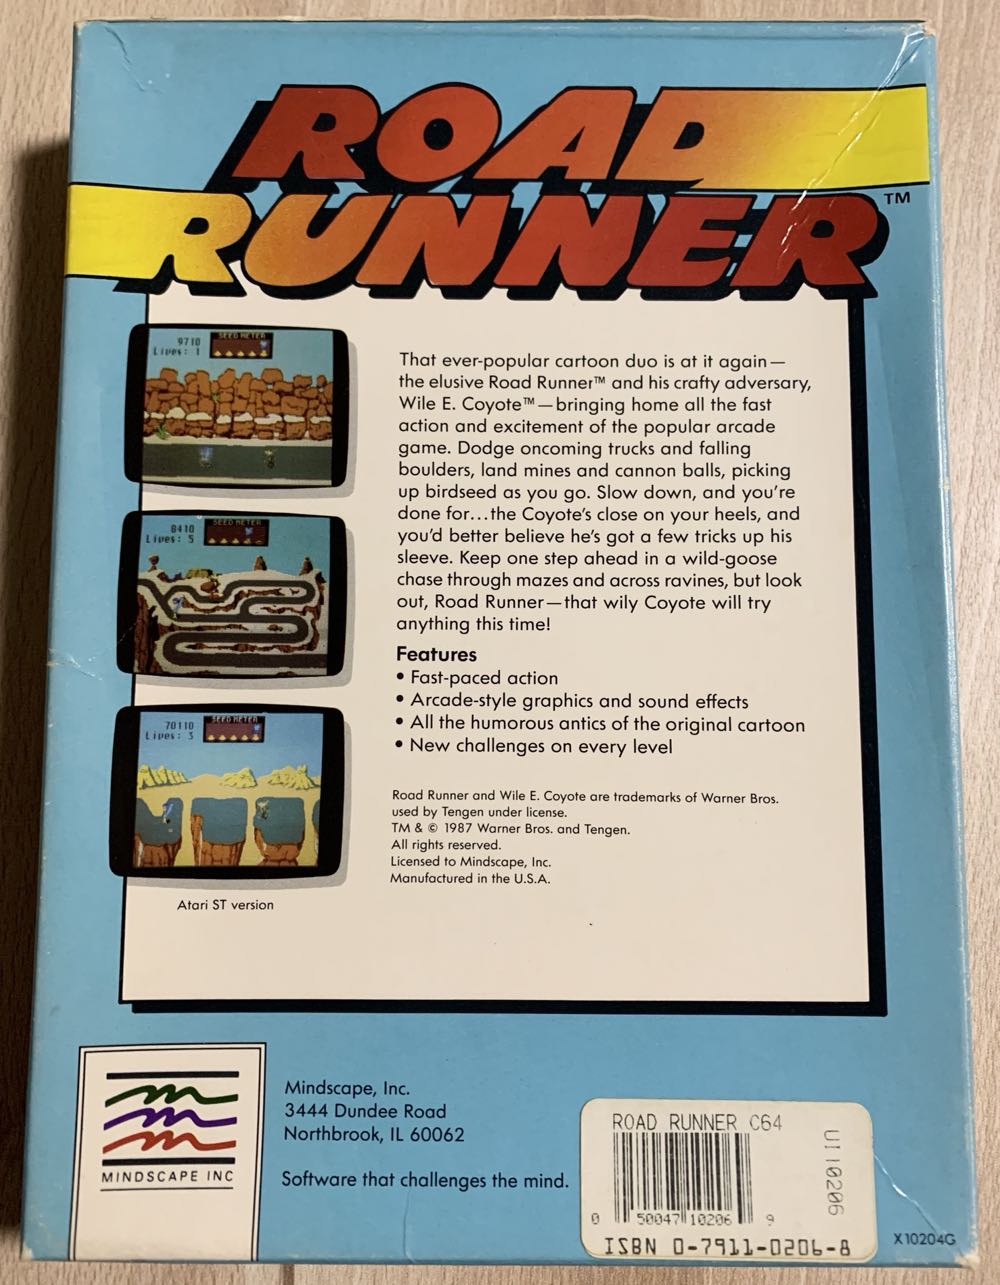 ROAD
RUNNER™
9710
Lives: 1
SEED METER
8410
Lives: 5
SEED METER
70110
Lives: 3
SEED METER
Atari ST version
That ever-popular cartoon duo is at it again—
the elusive Road Runner™ and his crafty adversary,
Wile E. Coyote™—bringing home all the fast
action and excitement of the popular arcade
game. Dodge oncoming trucks and falling
boulders, land mines and cannon balls, picking
up birdseed as you go. Slow down, and you're
done for...the Coyote's close on your heels, and
you'd better believe he's got a few tricks up his
sleeve. Keep one step ahead in a wild-goose
chase through mazes and across ravines, but look
out, Road Runner—that wily Coyote will try
anything this time!
Features
• Fast-paced action
• Arcade-style graphics and sound effects
• All the humorous antics of the original cartoon
• New challenges on every level
Road Runner and Wile E. Coyote are trademarks of Warner Bros.
used by Tengen under license.
TM & © 1987 Warner Bros. and Tengen.
All rights reserved.
Licensed to Mindscape, Inc.
Manufactured in the U.S.A.
MINDSCAPE INC
Mindscape, Inc.
3444 Dundee Road
Northbrook, IL 60062
Software that challenges the mind.
ROAD RUNNER C64
UI 10206
0 50047 10206 9
ISBN 0-7911-0206-8
X10204G